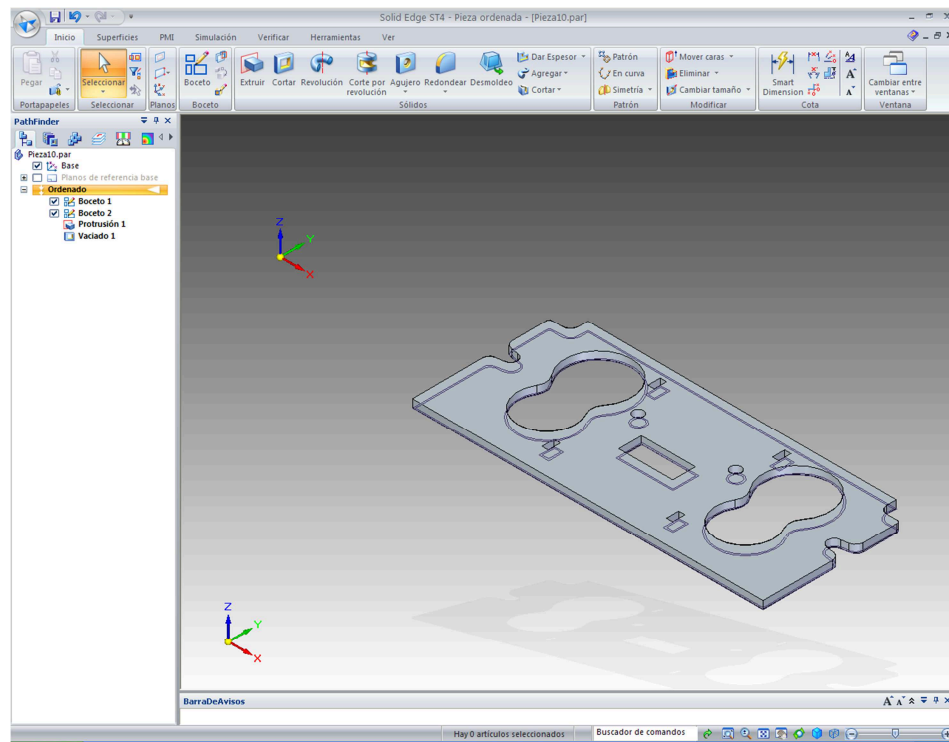 Solid Edge ST4 - Pieza ordenada - [Pieza10.par]
Inicio Superficies PMI Simulación Verificar Herramientas Ver
Pegar
Portapapeles
Seleccionar
Seleccionar
Planos
Boceto
Boceto
Extruir Cortar Revolución Corte por revolución Agujero Redondear Desmoldeo
Dar Espesor
Agregar
Cortar
Sólidos
Patrón
En curva
Simetría
Patrón
Mover caras
Eliminar
Cambiar tamaño
Modificar
Smart Dimension
Cota
Cambiar entre ventanas
Ventana
PathFinder
Pieza10.par
Base
Planos de referencia base
Ordenado
Boceto 1
Boceto 2
Protrusión 1
Vaciado 1
Z
Y
X
Z
Y
X
BarraDeAvisos
Hay 0 artículos seleccionados
Buscador de comandos